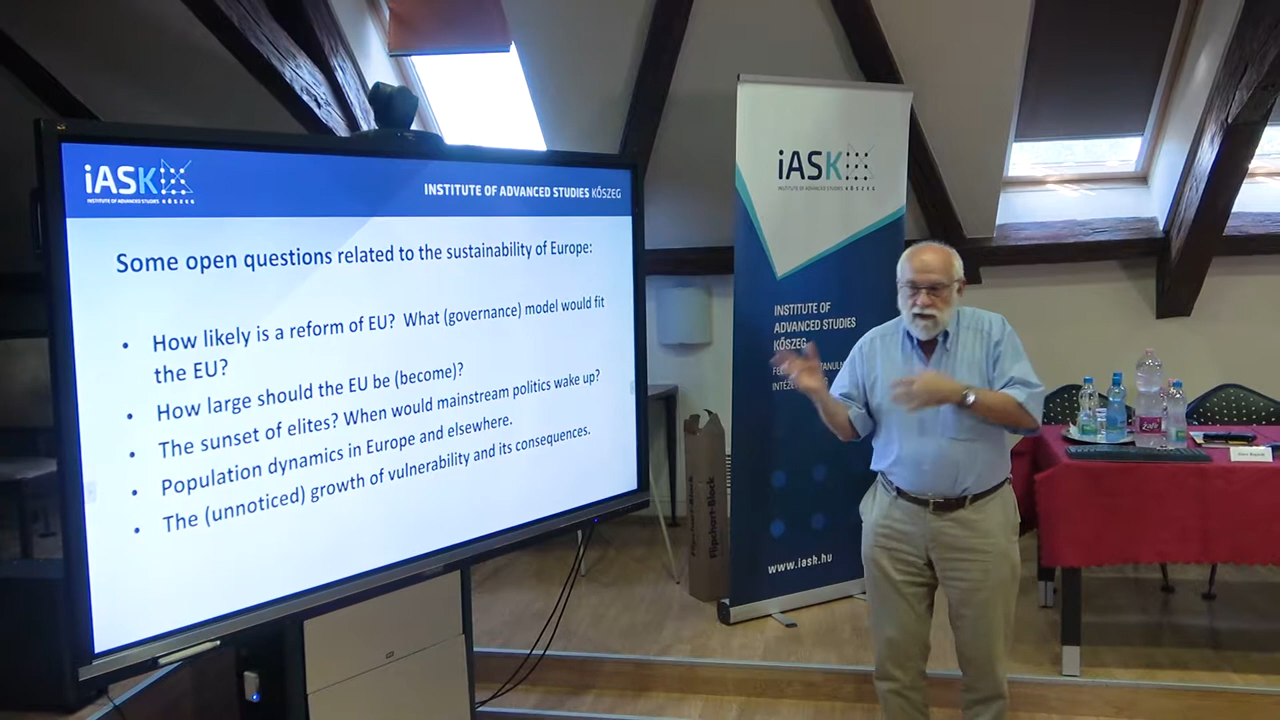 iASK
INSTITUTE OF ADVANCED STUDIES KŐSZEG
INSTITUTE OF ADVANCED STUDIES KŐSZEG
Some open questions related to the sustainability of Europe:
• How likely is a reform of EU? What (governance) model would fit
the EU?
• How large should the EU be (become)?
• The sunset of elites? When would mainstream politics wake up?
• Population dynamics in Europe and elsewhere.
• The (unnoticed) growth of vulnerability and its consequences.
iASK
INSTITUTE OF ADVANCED STUDIES KŐSZEG
INSTITUTE OF
ADVANCED STUDIES
KŐSZEG
www.iask.hu
Flipchart-Block
Flipchart-Block